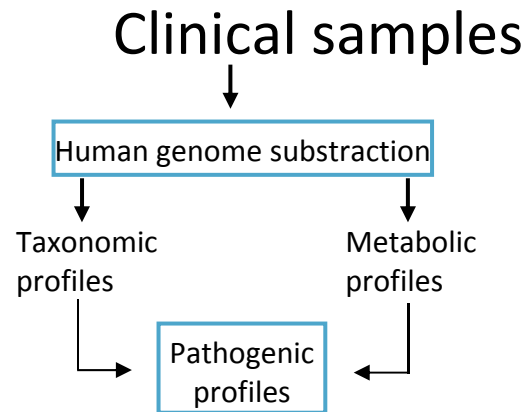 Clinical samples
Human genome substraction
Taxonomic
profiles
Metabolic
profiles
Pathogenic
profiles